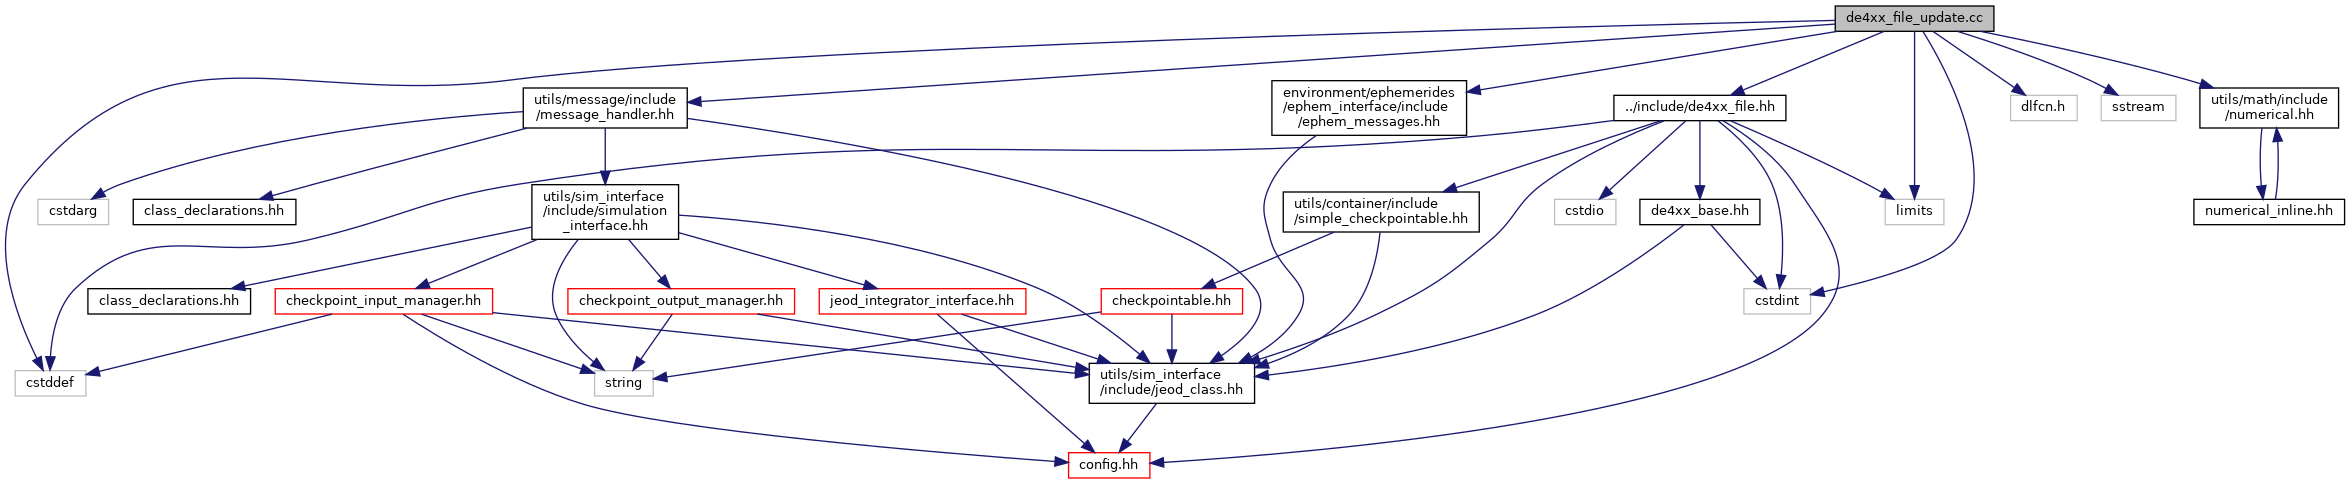 de4xx_file_update.cc
utils/message/include
/message_handler.hh
environment/ephemerides
/ephem_interface/include
/ephem_messages.hh
../include/de4xx_file.hh
dlfcn.h
sstream
utils/math/include
/numerical.hh
cstdarg
class_declarations.hh
utils/sim_interface
/include/simulation
_interface.hh
utils/container/include
/simple_checkpointable.hh
cstdio
de4xx_base.hh
limits
numerical_inline.hh
class_declarations.hh
checkpoint_input_manager.hh
checkpoint_output_manager.hh
jeod_integrator_interface.hh
checkpointable.hh
cstdint
cstddef
string
utils/sim_interface
/include/jeod_class.hh
config.hh